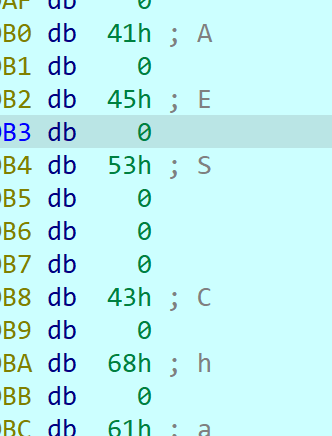 DAF db 0
DB0 db 41h ; A
DB1 db 0
DB2 db 45h ; E
DB3 db 0
DB4 db 53h ; S
DB5 db 0
DB6 db 0
DB7 db 0
DB8 db 43h ; C
DB9 db 0
DBA db 68h ; h
DBB db 0
DBC db 61h ; a